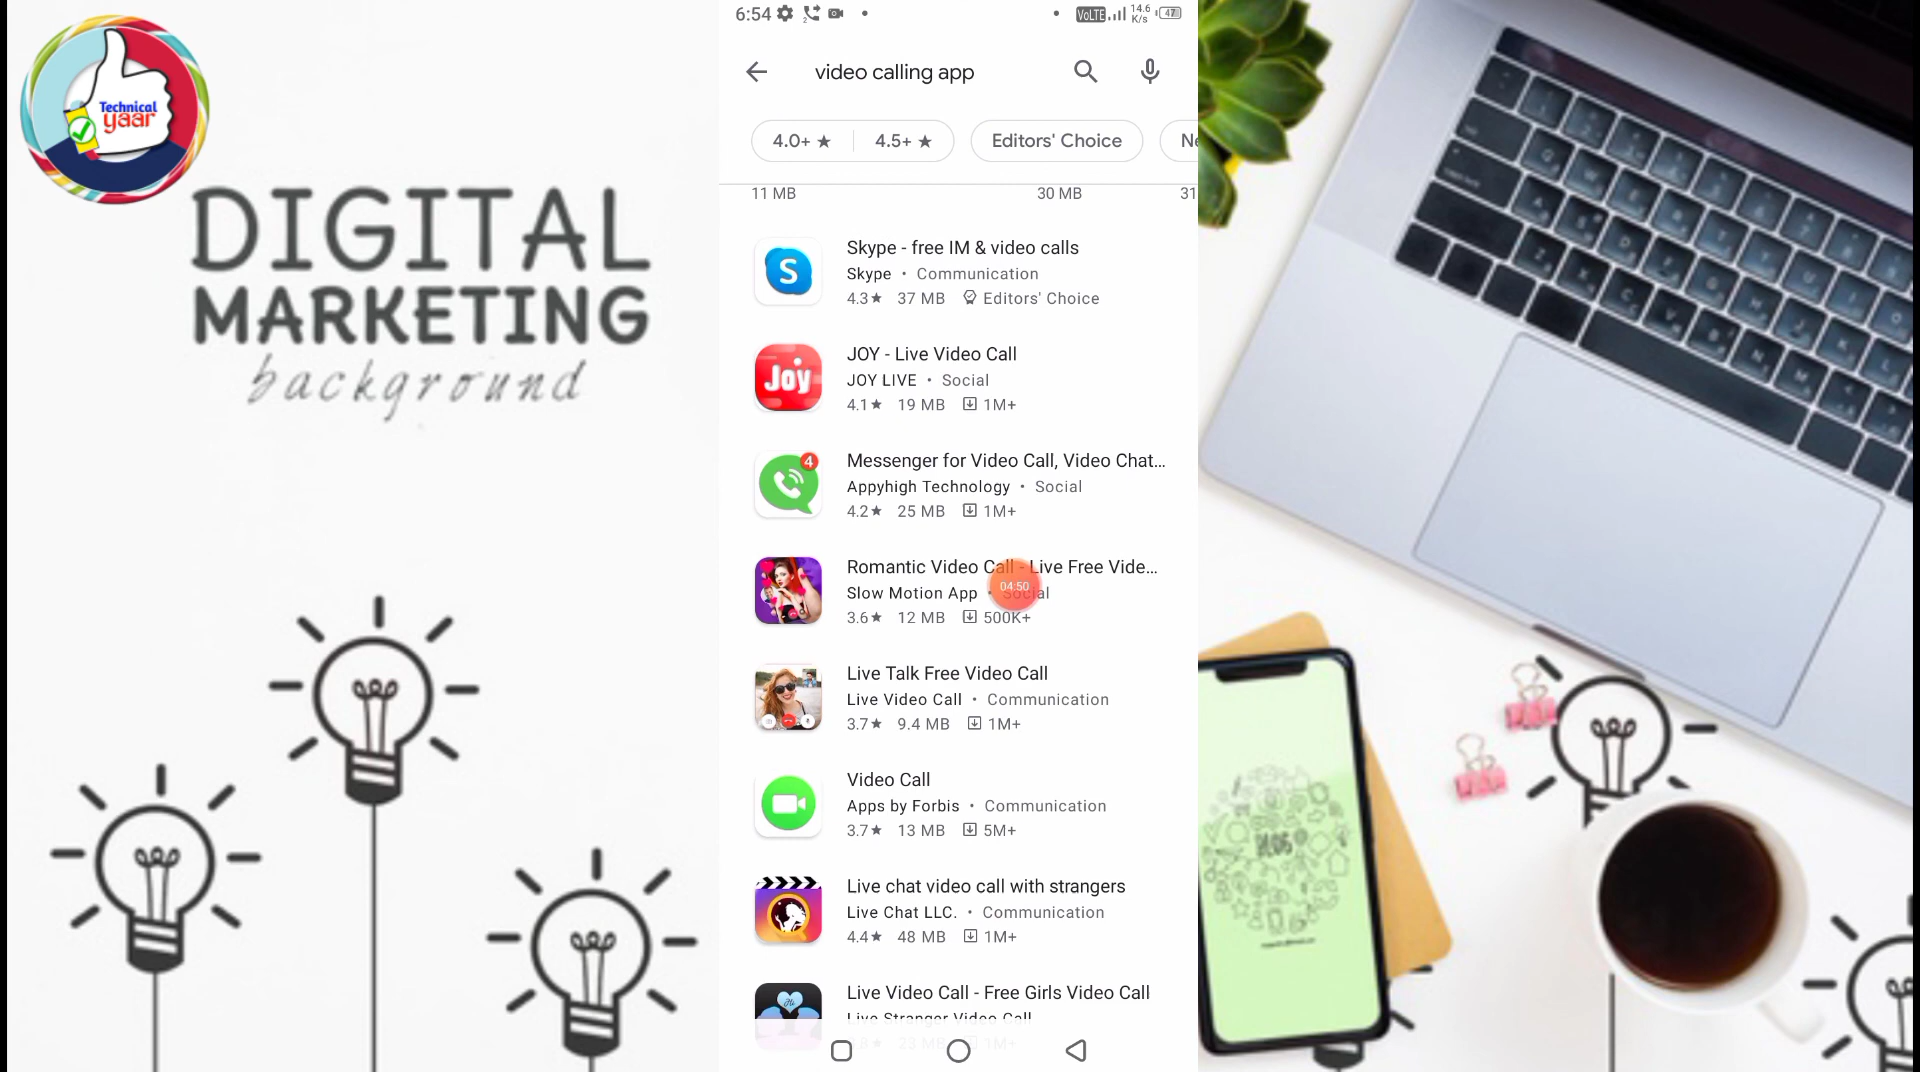 Technical
yaar
DIGITAL
MARKETING
background
6:54
VoLTE
14.6
K/s
47
video calling app
4.0+ ★
4.5+ ★
Editors' Choice
Ne
11 MB
30 MB
31
Skype - free IM & video calls
Skype • Communication
4.3★ 37 MB Editors' Choice
Joy
JOY - Live Video Call
JOY LIVE • Social
4.1★ 19 MB 1M+
4
Messenger for Video Call, Video Chat...
Appyhigh Technology • Social
4.2★ 25 MB 1M+
Romantic Video Call - Live Free Vide...
04:50
Slow Motion App • Social
3.6★ 12 MB 500K+
Live Talk Free Video Call
Live Video Call • Communication
3.7★ 9.4 MB 1M+
Video Call
Apps by Forbis • Communication
3.7★ 13 MB 5M+
Live chat video call with strangers
Live Chat LLC. • Communication
4.4★ 48 MB 1M+
Live Video Call - Free Girls Video Call
Live Stranger Video Call
23 MB 1M+
BLOG